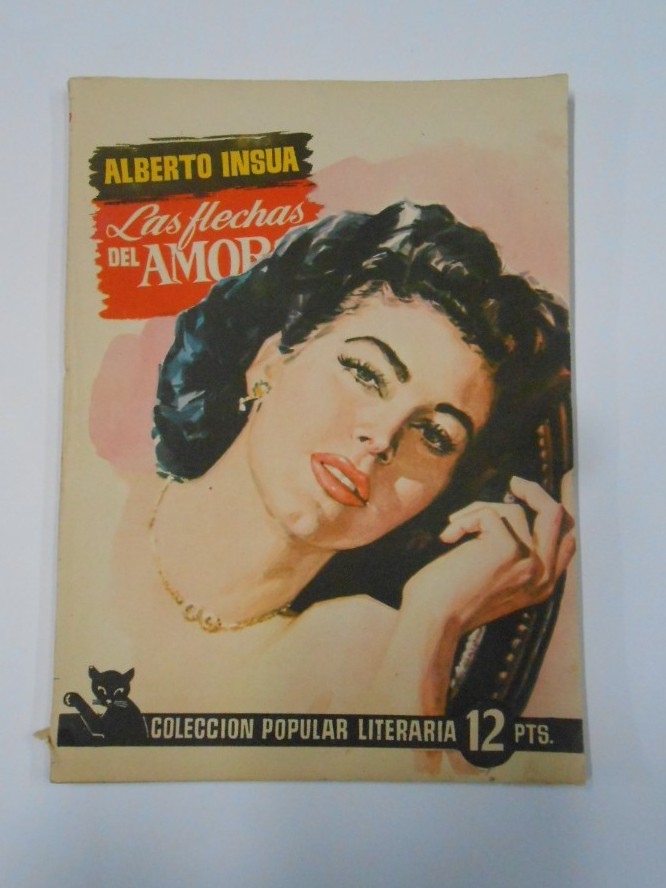 ALBERTO INSUA
Las flechas
DEL AMOR
COLECCION POPULAR LITERARIA 12 PTS.